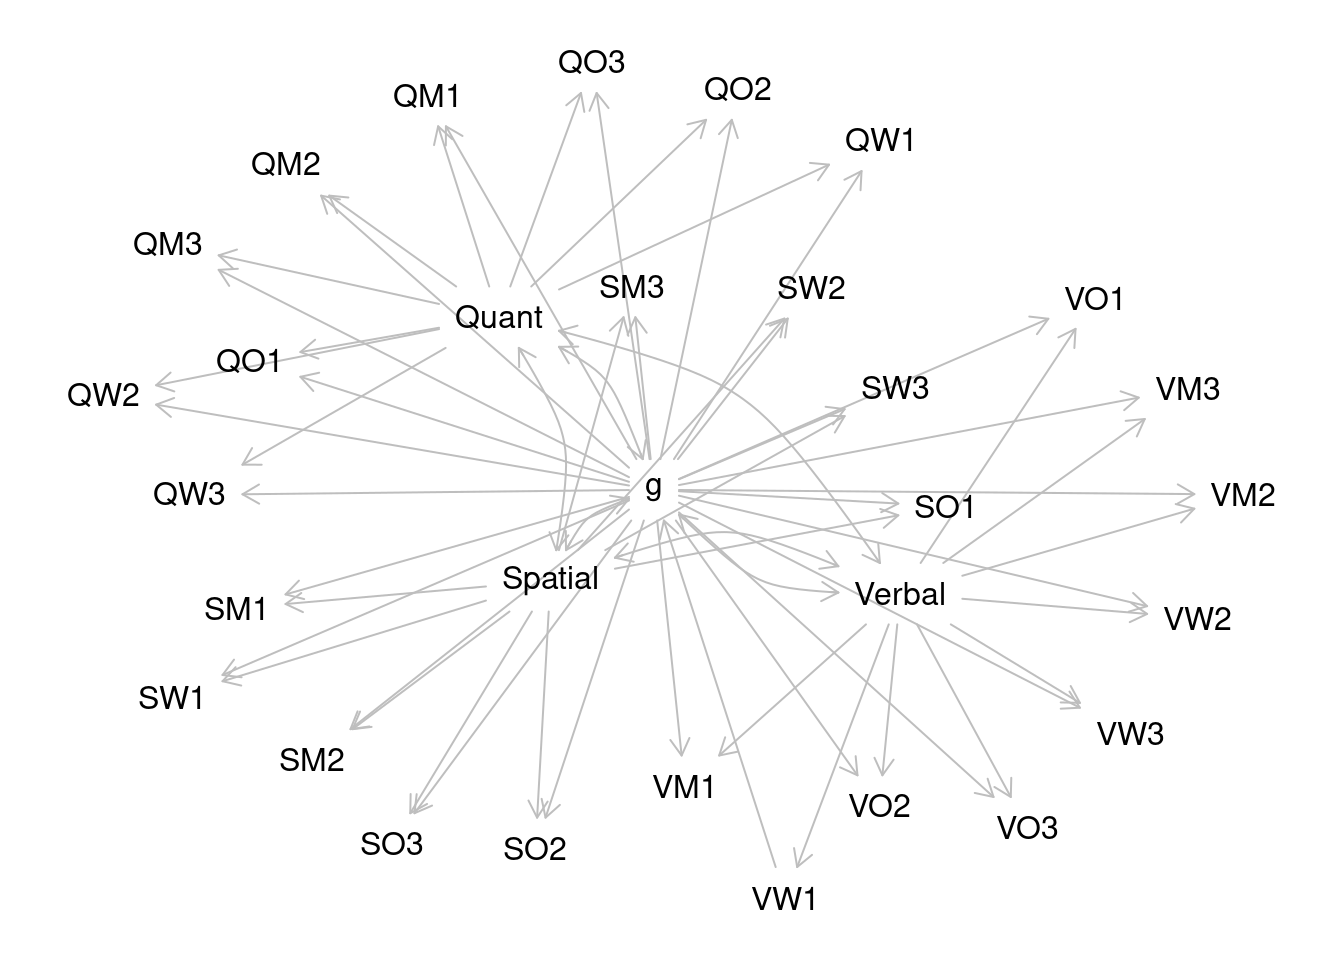 QO3
QO2
QM1
QW1
QM2
QM3
SM3
SW2
VO1
Quant
QO1
SW3
VM3
QW2
g
QW3
VM2
SO1
Spatial
Verbal
SM1
VW2
SW1
VW3
SM2
VM1
VO2
VO3
SO3
SO2
VW1